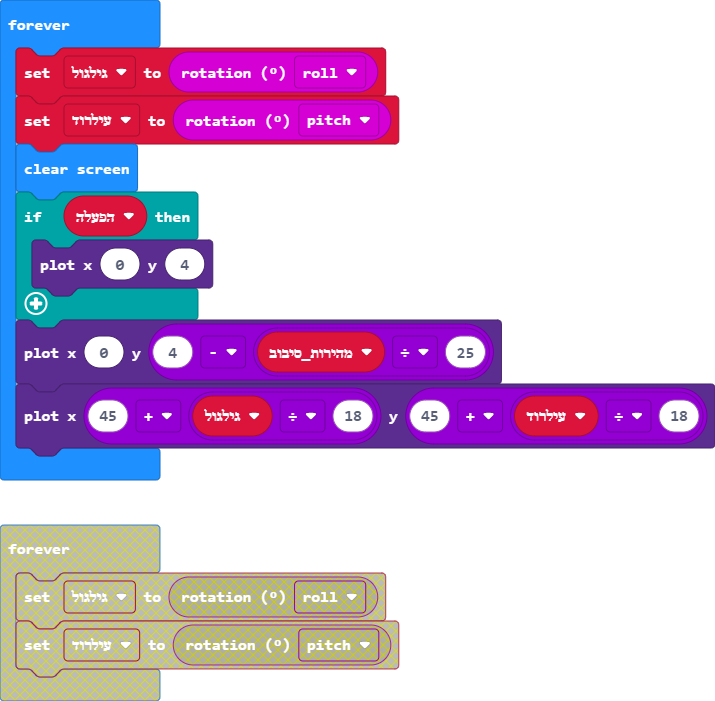 forever
set גילגול to rotation (º) roll
set עילרוד to rotation (º) pitch
clear screen
if הפעלה then
plot x 0 y 4
plot x 0 y 4 - מהירות_סיבוב ÷ 25
plot x 45 + גילגול ÷ 18 y 45 + עילרוד ÷ 18
forever
set גילגול to rotation (º) roll
set עילרוד to rotation (º) pitch